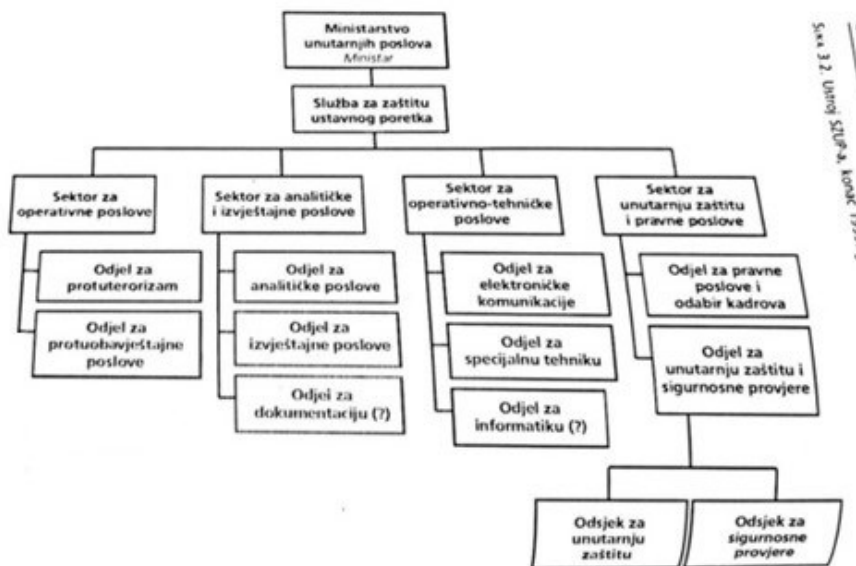 Ministarstvo
unutarnjih poslova
Ministar
Služba za zaštitu
ustavnog poretka
Sektor za
operativne poslove
Sektor za analitičke
i izvještajne poslove
Sektor za
operativno-tehničke
poslove
Sektor za
unutarnju zaštitu
i pravne poslove
Odjel za
protuterorizam
Odjel za
protuobavještajne
poslove
Odjel za
analitičke poslove
Odjel za
izvještajne poslove
Odjel za
dokumentaciju (?)
Odjel za
elektroničke
komunikacije
Odjel za
specijalnu tehniku
Odjel za
informatiku (?)
Odjel za pravne
poslove i
odabir kadrova
Odjel za
unutarnju zaštitu i
sigurnosne provjere
Odsjek za
unutarnju
zaštitu
Odsjek za
sigurnosne
provjere
3.2. Ustroj SZUP-a, konac